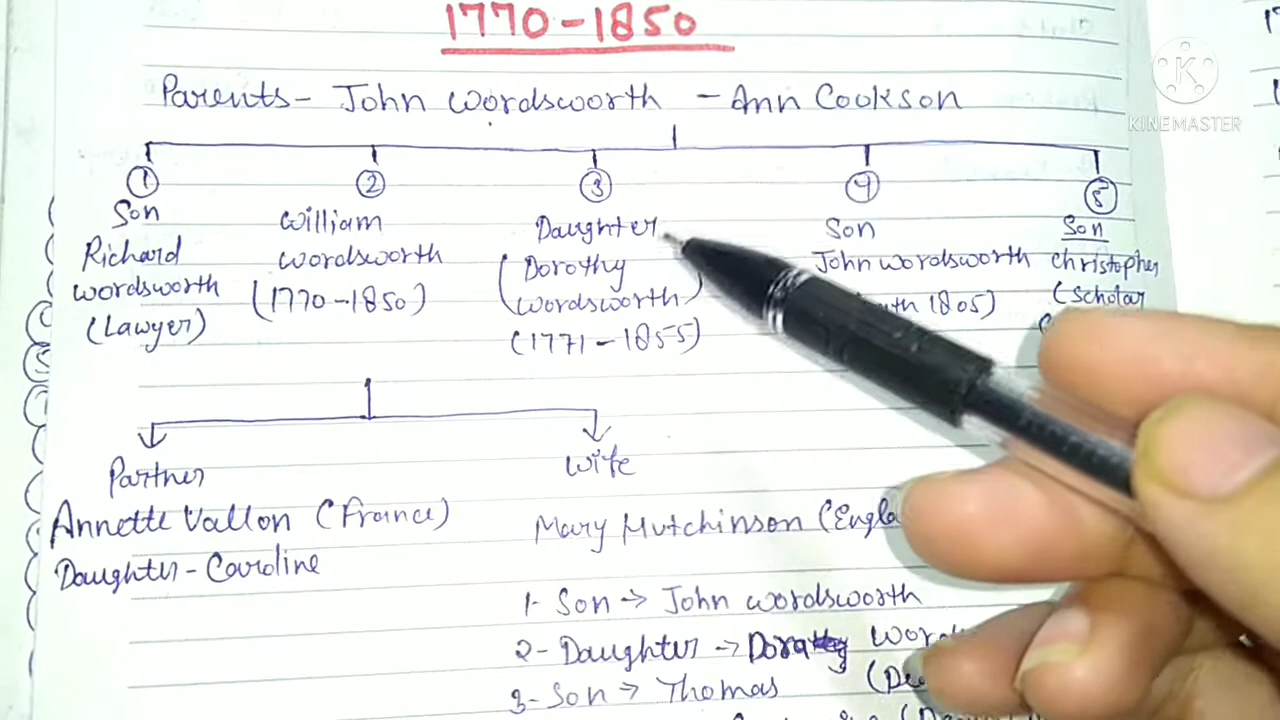 1770-1850
Parents- John Wordsworth - Ann Cookson
① ② ③ ④ ⑤
Son William Daughter Son Son
Richard Wordsworth (Dorothy John Wordsworth Christopher
Wordsworth (1770-1850) Wordsworth) 1805) (Scholar
(Lawyer) (1771-1855)
Partner Wife
Annette Vallon (France) Mary Hutchinson
Daughter - Caroline
1- Son → John Wordsworth
2- Daughter → Dora
3- Son → Thomas
KINEMASTER